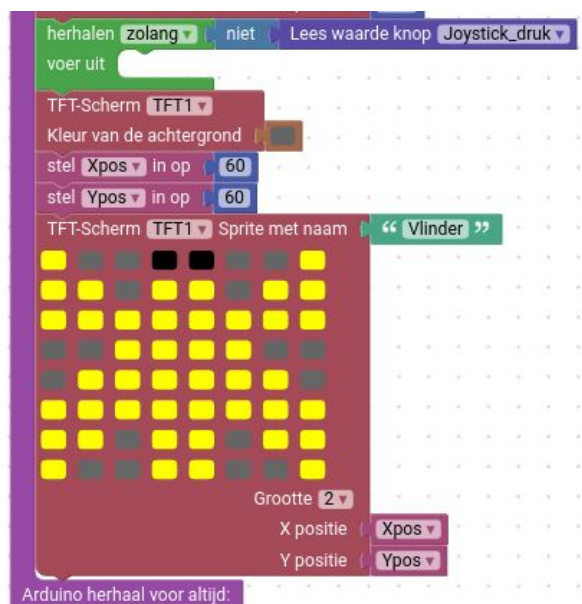 herhalen zolang niet Lees waarde knop Joystick_druk
voer uit
TFT-Scherm TFT1
Kleur van de achtergrond
stel Xpos in op 60
stel Ypos in op 60
TFT-Scherm TFT1 Sprite met naam “ Vlinder ”
Grootte 2
X positie Xpos
Y positie Ypos
Arduino herhaal voor altijd: